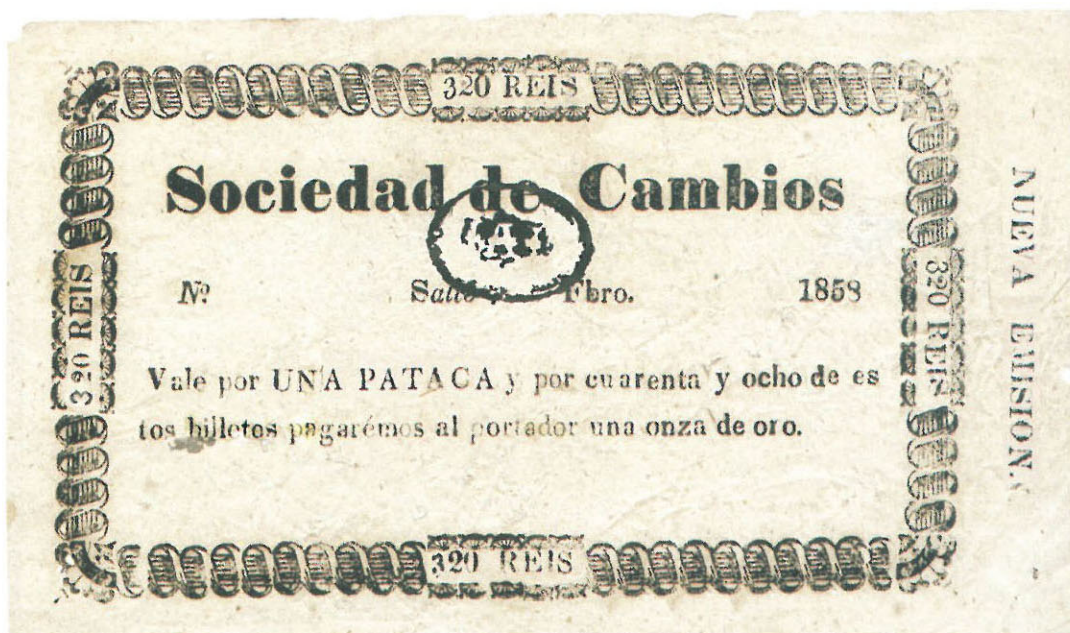 320 REIS
Sociedad de Cambios
Nº Salto Fbro. 1858
Vale por UNA PATACA y por cuarenta y ocho de es
tos billetes pagarémos al portador una onza de oro.
320 REIS
320 REIS
320 REIS
NUEVA EMISION.